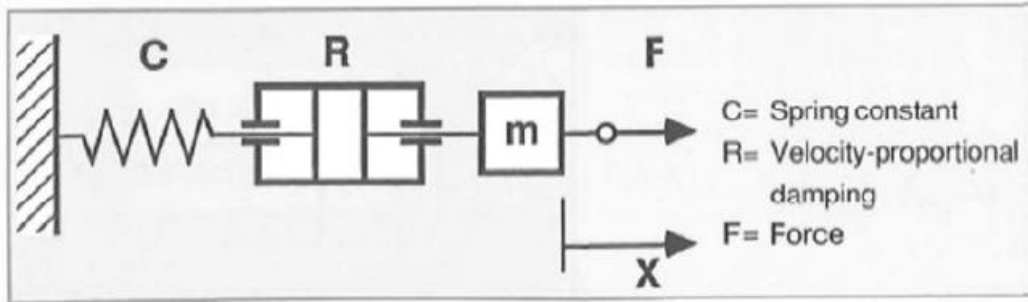 C
R
F
m
C= Spring constant
R= Velocity-proportional
damping
F= Force
X